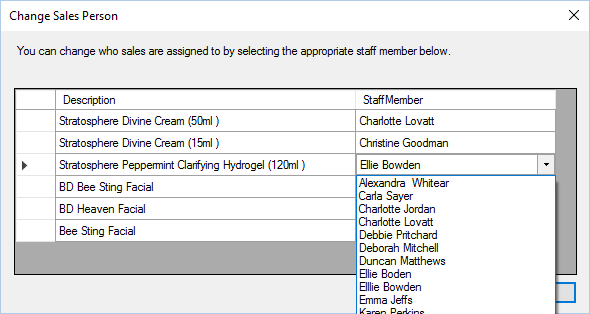 Change Sales Person
You can change who sales are assigned to by selecting the appropriate staff member below.
Description StaffMember
Stratosphere Divine Cream (50ml ) Charlotte Lovatt
Stratosphere Divine Cream (15ml ) Christine Goodman
Stratosphere Peppermint Clarifying Hydrogel (120ml ) Ellie Bowden
BD Bee Sting Facial
BD Heaven Facial
Bee Sting Facial
Alexandra Whitear
Carla Sayer
Charlotte Jordan
Charlotte Lovatt
Debbie Pritchard
Deborah Mitchell
Duncan Matthews
Ellie Boden
Elllie Bowden
Emma Jeffs
Karen Perkins